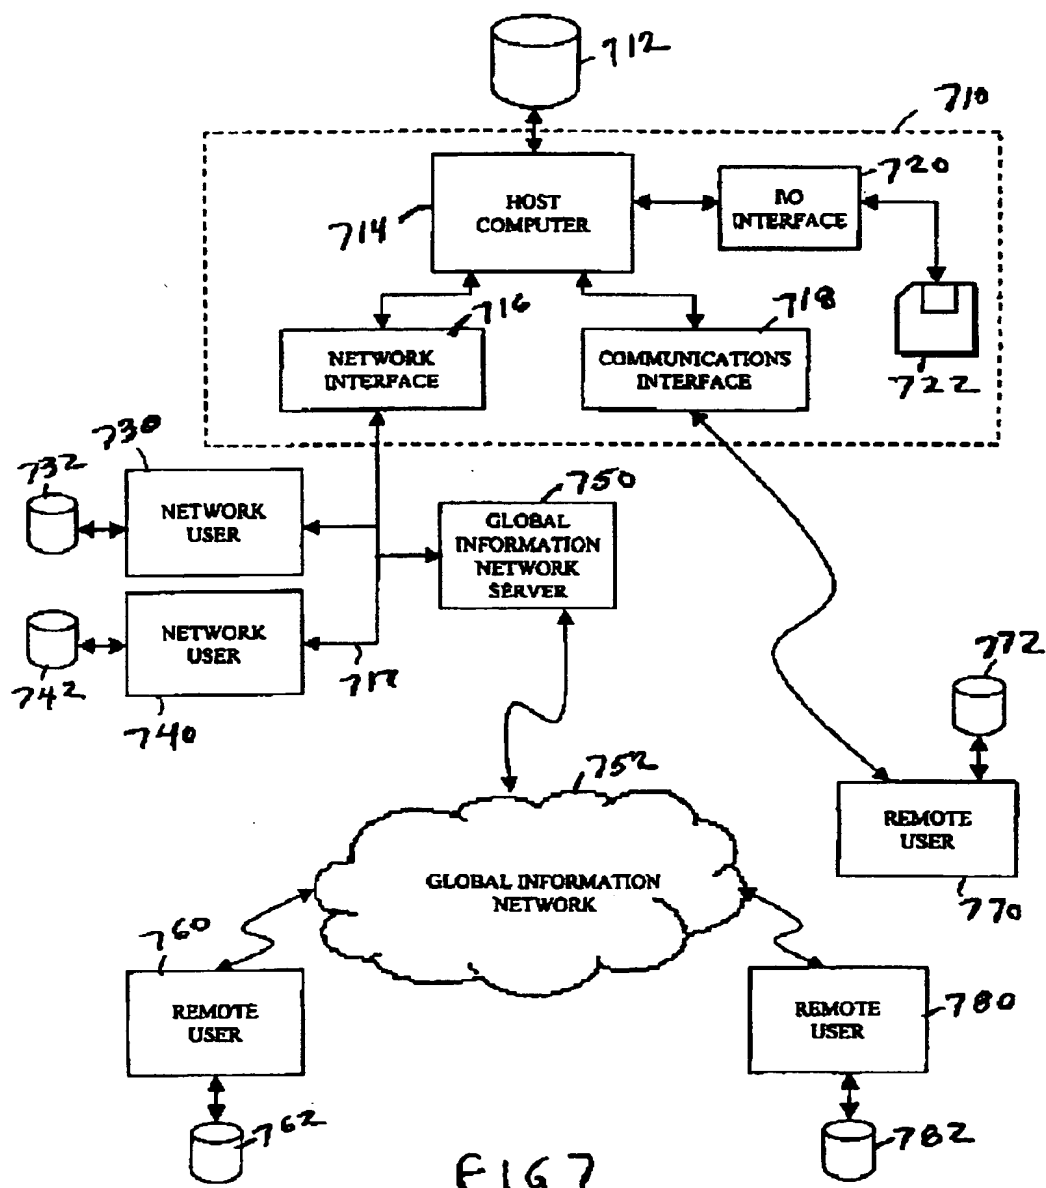 712
710
720
HOST
COMPUTER
I/O
INTERFACE
714
716
718
NETWORK
INTERFACE
COMMUNICATIONS
INTERFACE
722
730
732
750
NETWORK
USER
GLOBAL
INFORMATION
NETWORK
SERVER
NETWORK
USER
742
740
772
752
REMOTE
USER
GLOBAL INFORMATION
NETWORK
770
760
REMOTE
USER
REMOTE
USER
780
762
782
FIG 7